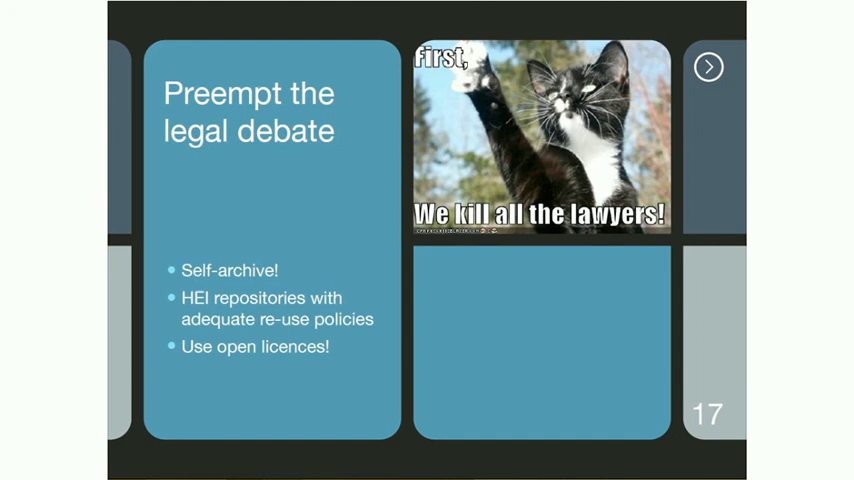 Preempt the
legal debate
Self-archive!
HEI repositories with
adequate re-use policies
Use open licences!
First,
We kill all the lawyers!
17